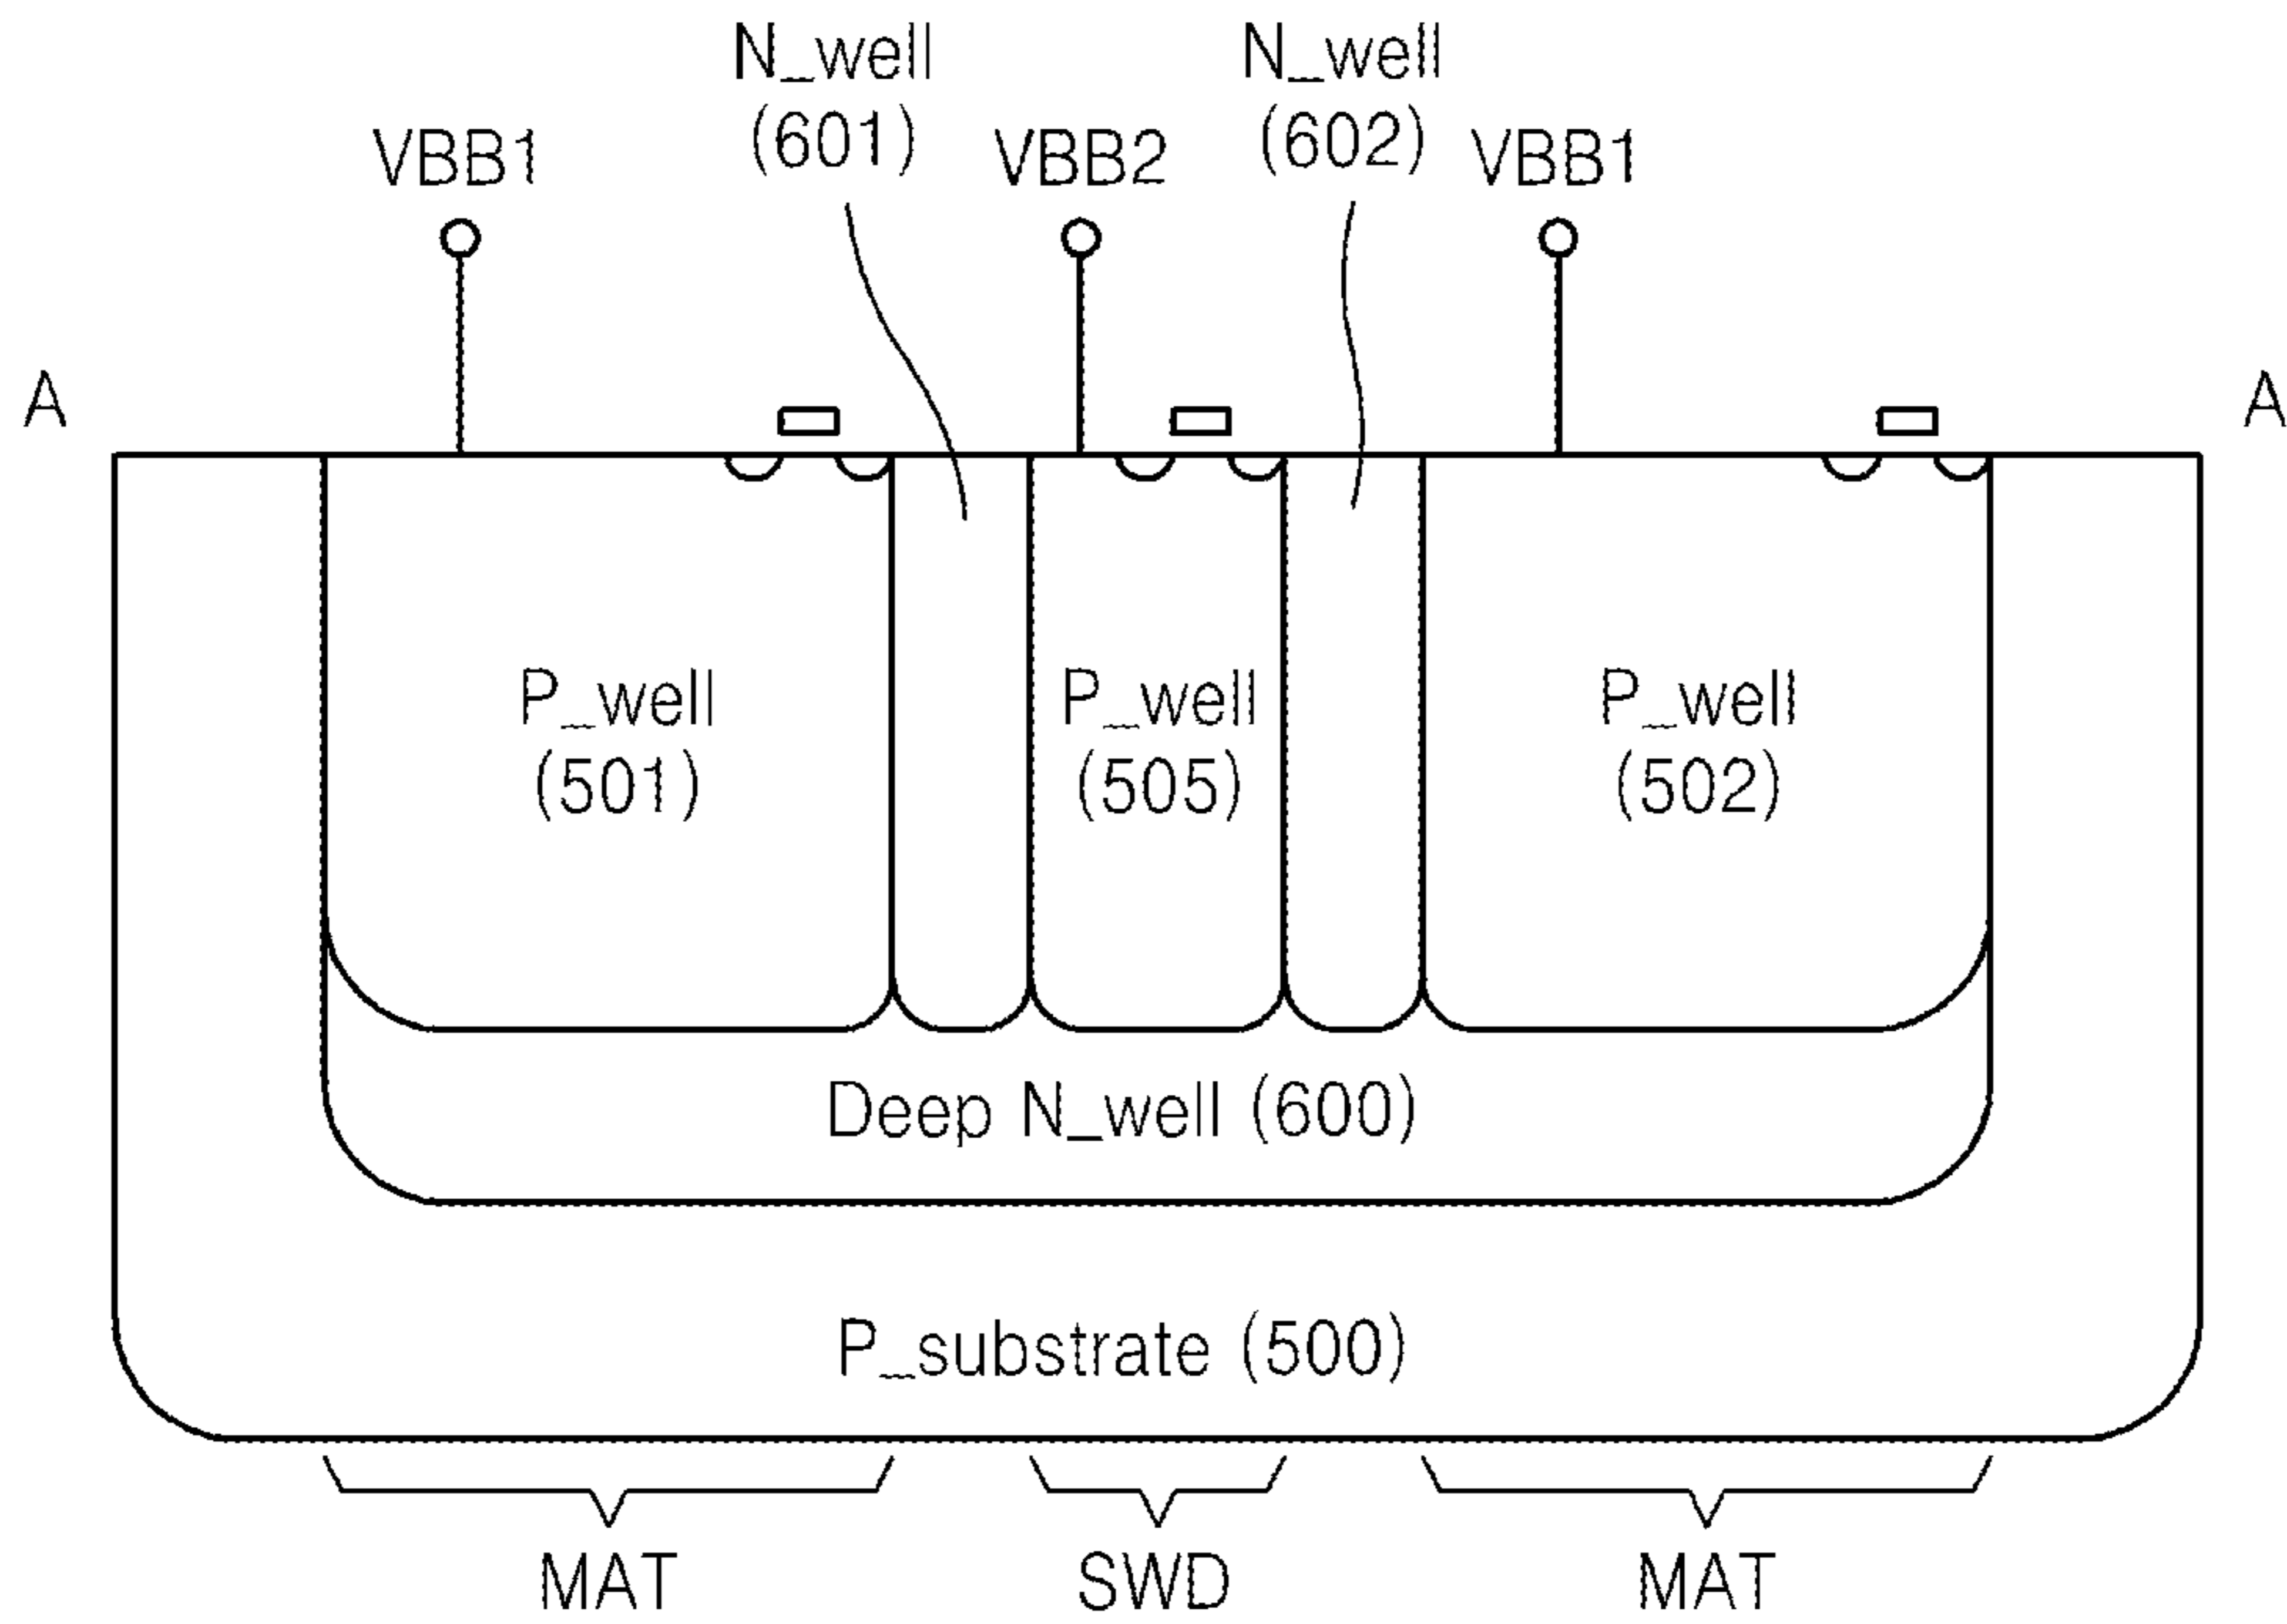 N_well
(601)
N_well
(602)
VBB1
VBB2
VBB1
A
A
P_well
(501)
P_well
(505)
P_well
(502)
Deep N_well (600)
P_substrate (500)
MAT
SWD
MAT